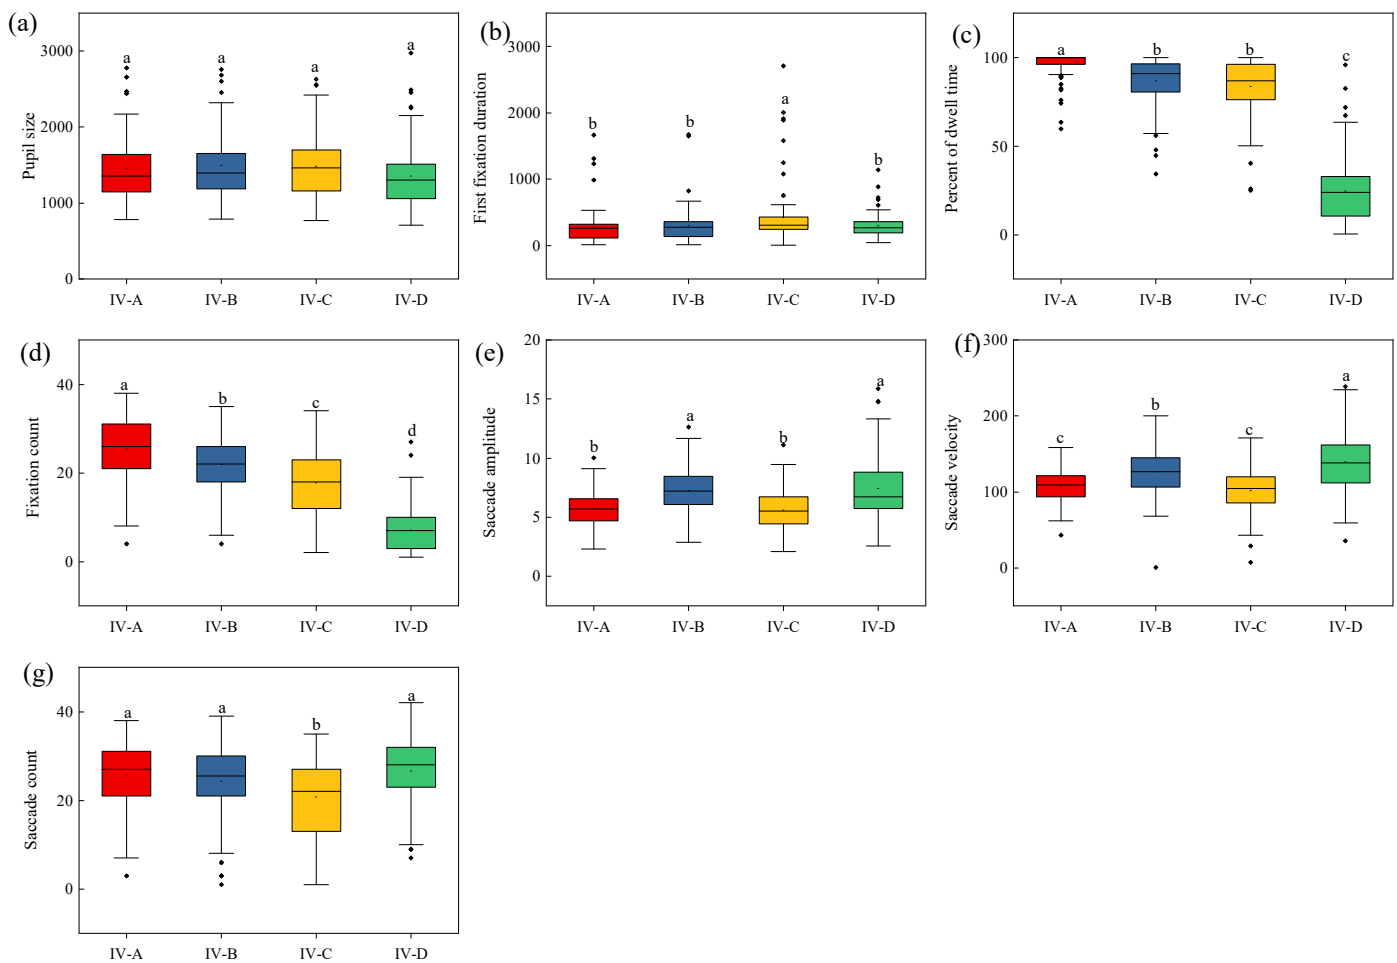 (a)
Pupil size
3000
2000
1000
0
a
a
a
a
IV-A IV-B IV-C IV-D
(b)
First fixation duration
3000
2000
1000
0
b
b
a
b
IV-A IV-B IV-C IV-D
(c)
Percent of dwell time
100
50
0
a
b
b
c
IV-A IV-B IV-C IV-D
(d)
Fixation count
40
20
0
a
b
c
d
IV-A IV-B IV-C IV-D
(e)
Saccade amplitude
20
15
10
5
0
b
a
b
a
IV-A IV-B IV-C IV-D
(f)
Saccade velocity
300
200
100
0
c
b
c
a
IV-A IV-B IV-C IV-D
(g)
Saccade count
40
20
0
a
a
b
a
IV-A IV-B IV-C IV-D